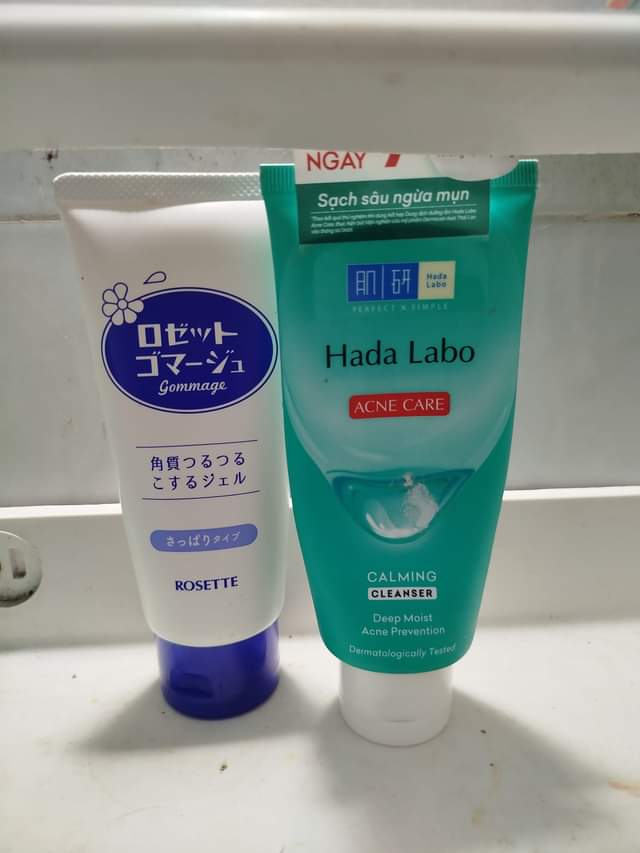 ロゼット
ゴマージュ
Gommage
角質つるつる
こするジェル
さっぱりタイプ
ROSETTE
NGAY
Sạch sâu ngừa mụn
肌 研
Hada
Labo
PERFECT × SIMPLE
Hada Labo
ACNE CARE
CALMING
CLEANSER
Deep Moist
Acne Prevention
Dermatologically Tested